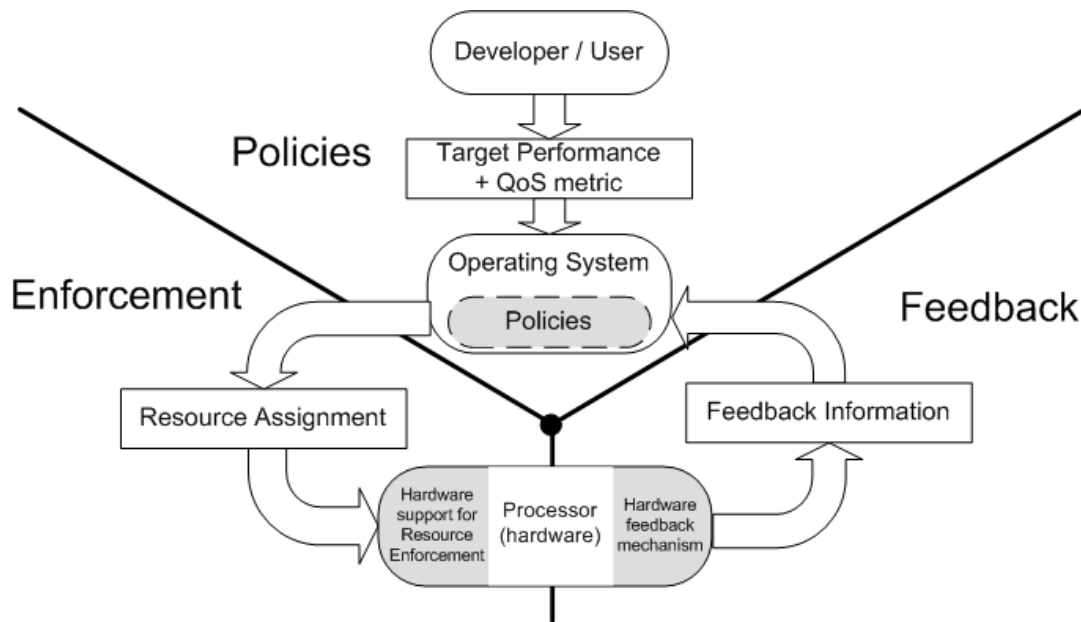 Developer / User
Policies
Target Performance
+ QoS metric
Operating System
Policies
Enforcement
Feedback
Resource Assignment
Feedback Information
Hardware
support for
Resource
Enforcement
Processor
(hardware)
Hardware
feedback
mechanism